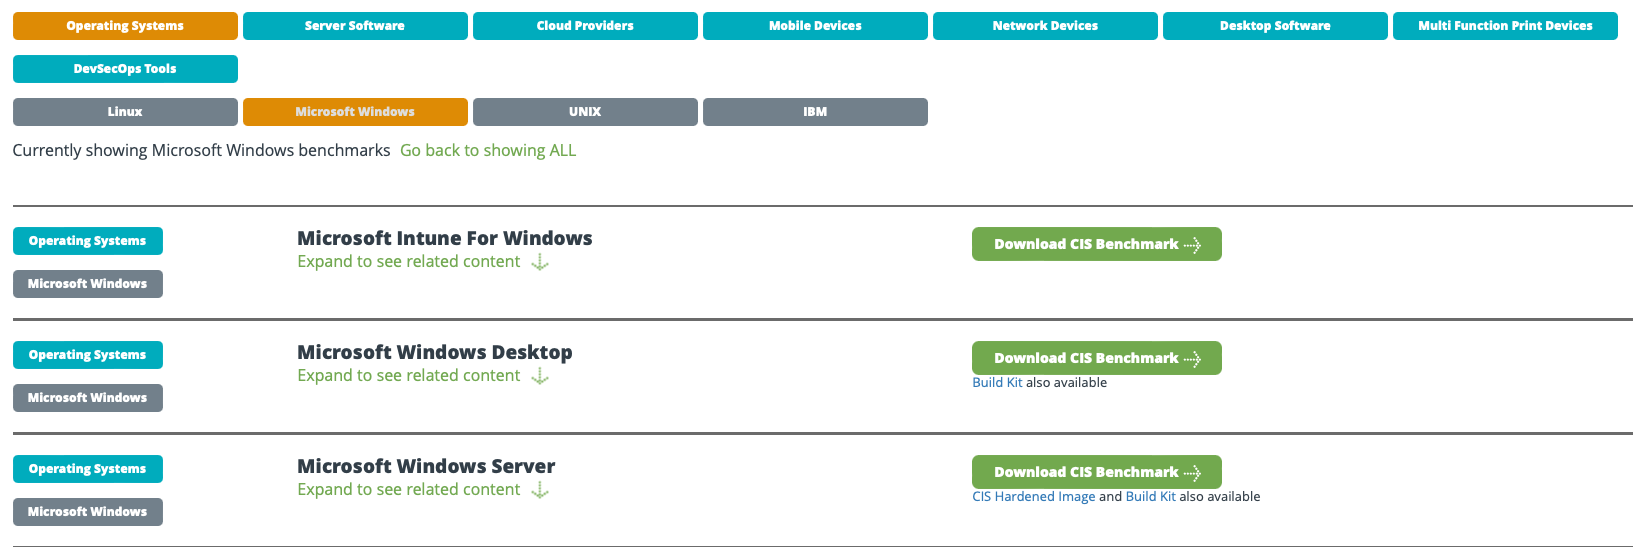 Operating Systems
Server Software
Cloud Providers
Mobile Devices
Network Devices
Desktop Software
Multi Function Print Devices
DevSecOps Tools
Linux
Microsoft Windows
UNIX
IBM
Currently showing Microsoft Windows benchmarks Go back to showing ALL
Operating Systems
Microsoft Windows
Microsoft Intune For Windows
Expand to see related content
Download CIS Benchmark
Operating Systems
Microsoft Windows
Microsoft Windows Desktop
Expand to see related content
Download CIS Benchmark
Build Kit also available
Operating Systems
Microsoft Windows
Microsoft Windows Server
Expand to see related content
Download CIS Benchmark
CIS Hardened Image and Build Kit also available